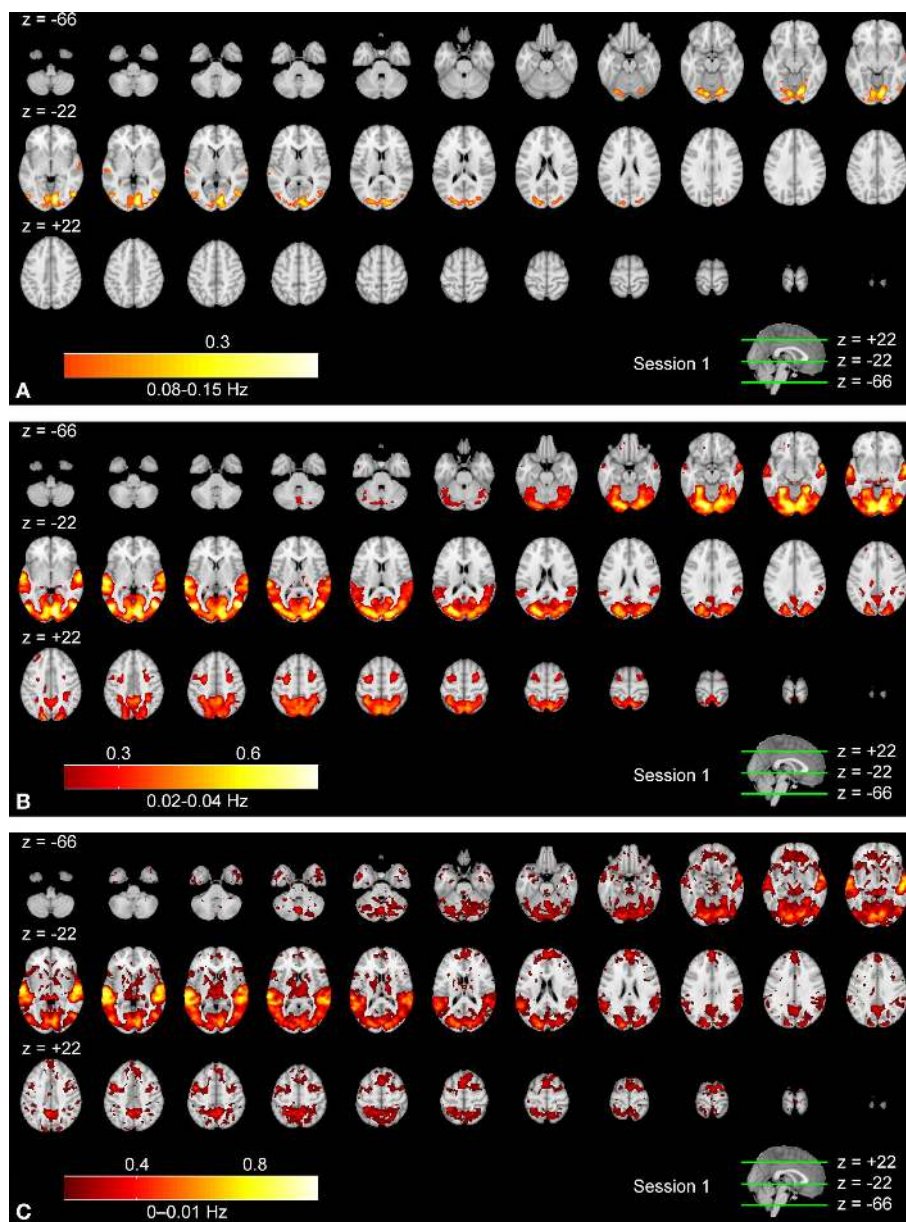 z = -66
z = -22
z = +22
0.3
0.08-0.15 Hz
Session 1
z = +22
z = -22
z = -66
A
z = -66
z = -22
z = +22
0.3 0.6
0.02-0.04 Hz
Session 1
z = +22
z = -22
z = -66
B
z = -66
z = -22
z = +22
0.4 0.8
0–0.01 Hz
Session 1
z = +22
z = -22
z = -66
C